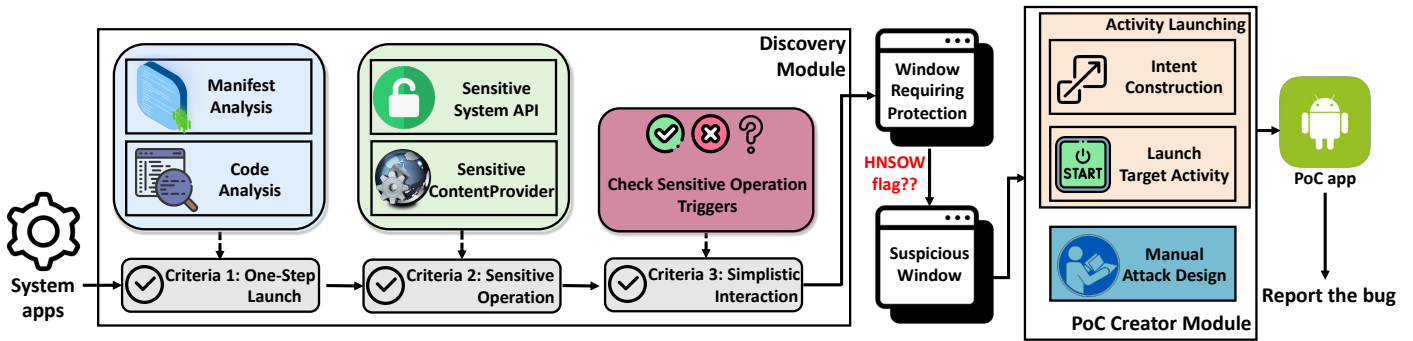 System
apps
Discovery
Module
Manifest
Analysis
Code
Analysis
Criteria 1: One-Step
Launch
Sensitive
System API
Sensitive
ContentProvider
Criteria 2: Sensitive
Operation
Check Sensitive Operation
Triggers
Criteria 3: Simplistic
Interaction
Window
Requiring
Protection
HNSOW
flag??
Suspicious
Window
Activity Launching
Intent
Construction
START
Launch
Target Activity
Manual
Attack Design
PoC Creator Module
PoC app
Report the bug